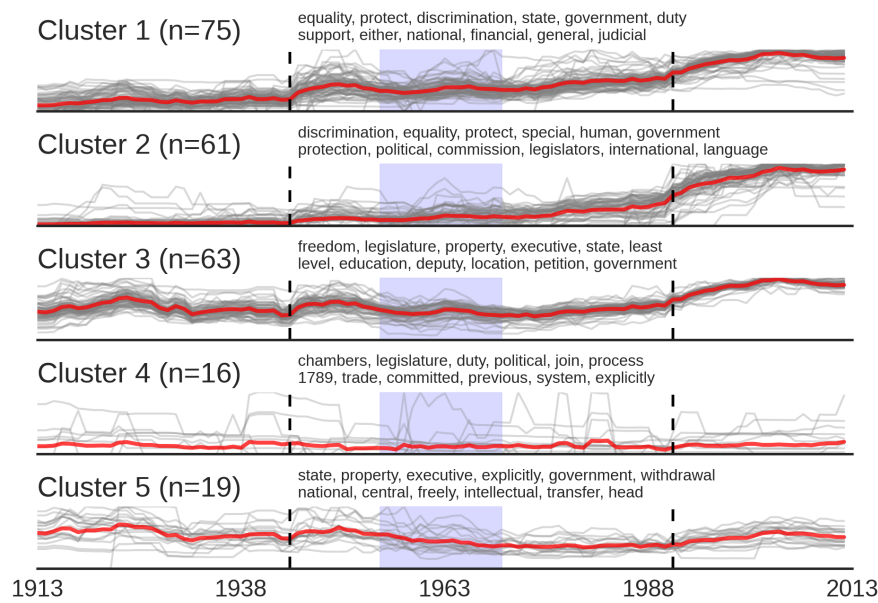 Cluster 1 (n=75)
equality, protect, discrimination, state, government, duty
support, either, national, financial, general, judicial
Cluster 2 (n=61)
discrimination, equality, protect, special, human, government
protection, political, commission, legislators, international, language
Cluster 3 (n=63)
freedom, legislature, property, executive, state, least
level, education, deputy, location, petition, government
Cluster 4 (n=16)
chambers, legislature, duty, political, join, process
1789, trade, committed, previous, system, explicitly
Cluster 5 (n=19)
state, property, executive, explicitly, government, withdrawal
national, central, freely, intellectual, transfer, head
1913 1938 1963 1988 2013